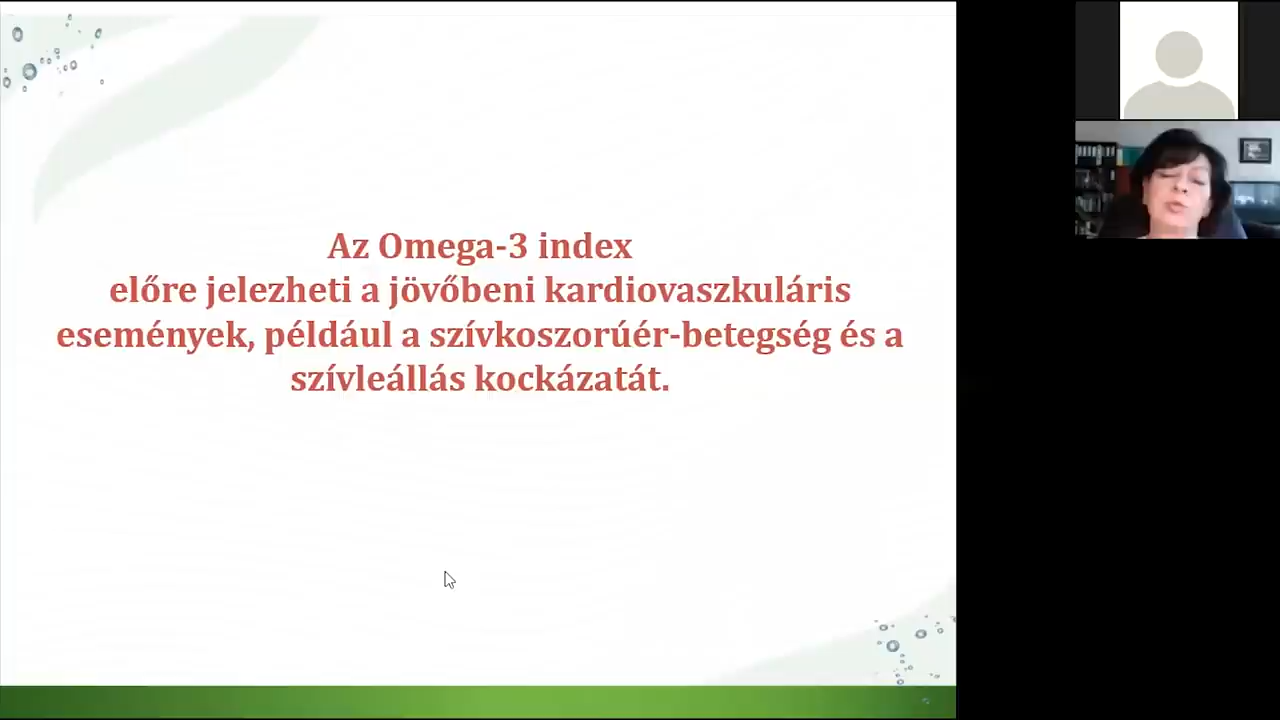 Az Omega-3 index
előre jelezheti a jövőbeni kardiovaszkuláris
események, például a szívkoszorúér-betegség és a
szívleállás kockázatát.